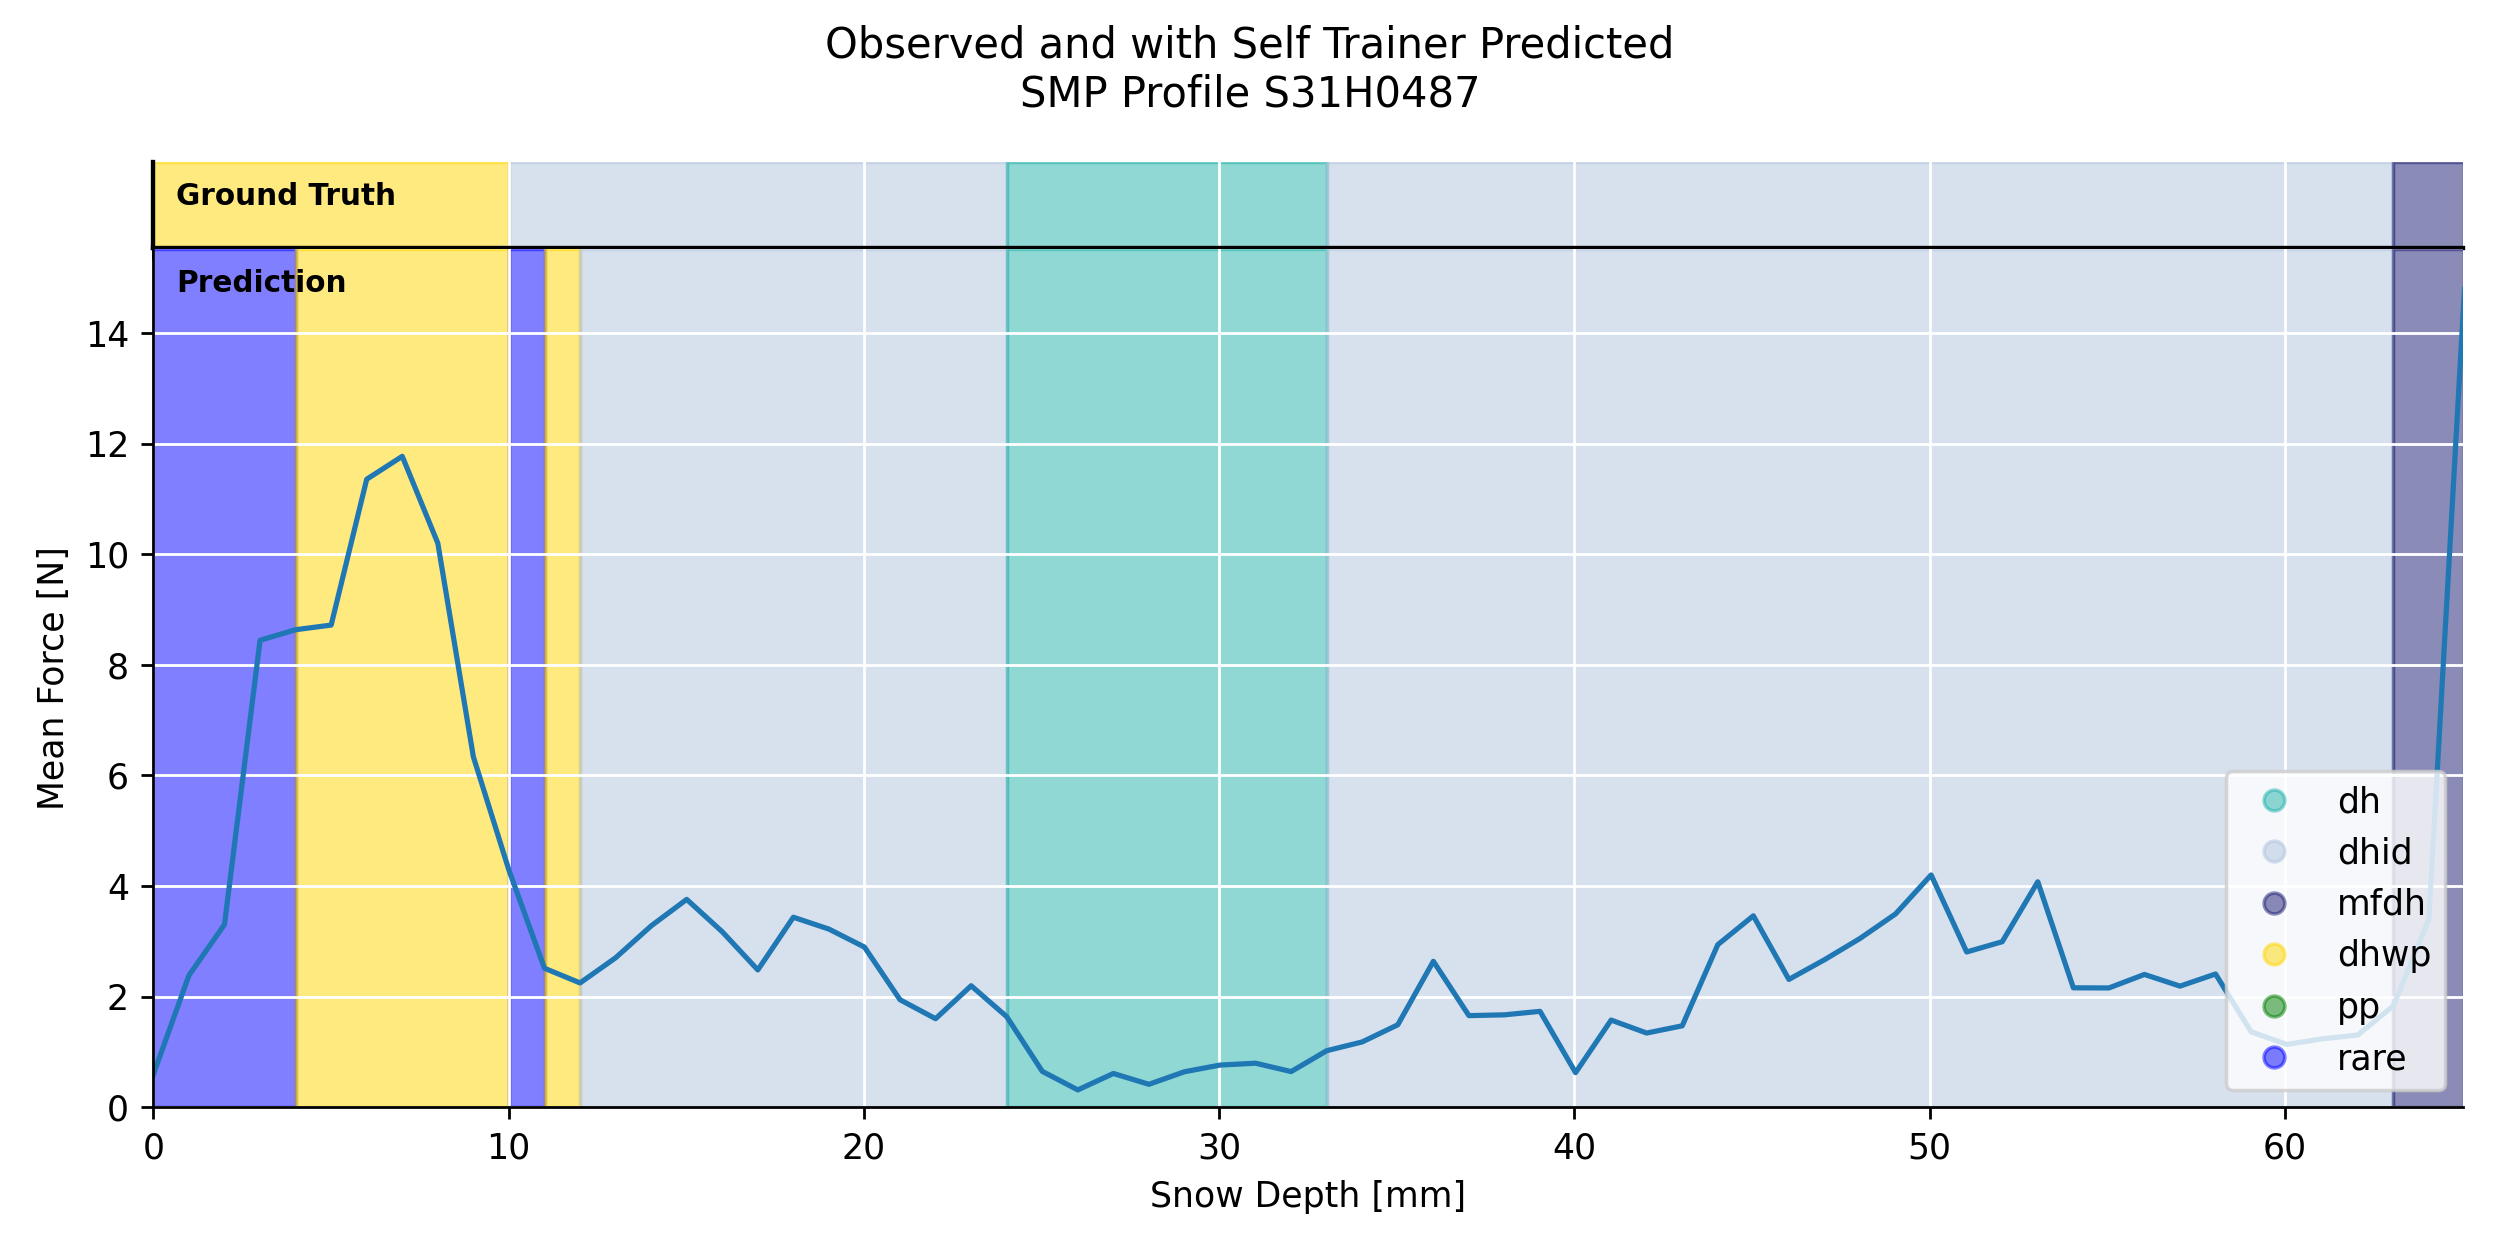 Observed and with Self Trainer Predicted
SMP Profile S31H0487
Ground Truth
Prediction
14
12
10
8
6
4
2
0
Mean Force [N]
dh
dhid
mfdh
dhwp
pp
rare
0 10 20 30 40 50 60
Snow Depth [mm]